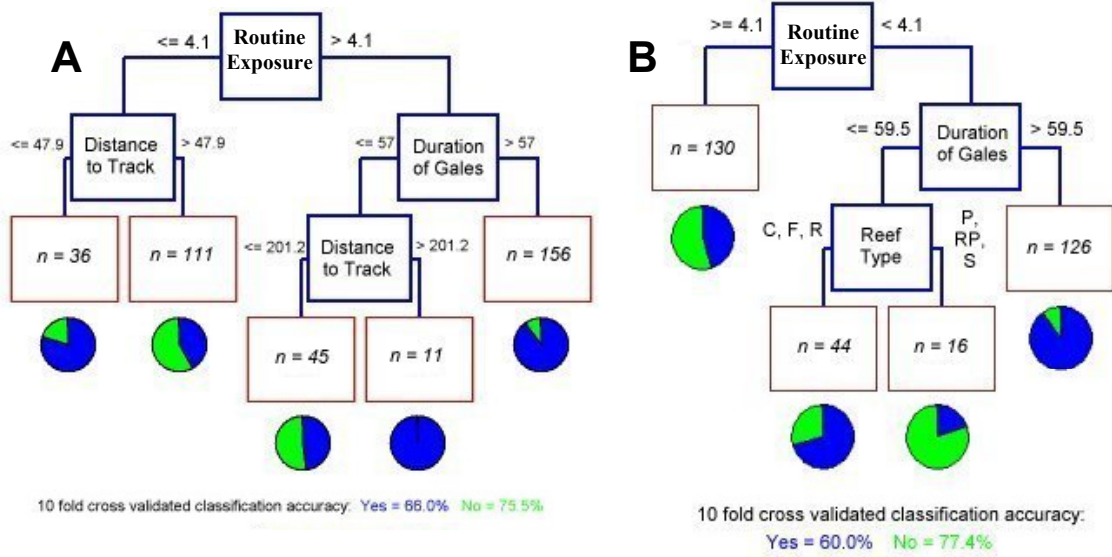 A
<= 4.1
Routine
Exposure
> 4.1
<= 47.9
Distance
to Track
> 47.9
<= 57
Duration
of Gales
> 57
n = 36
n = 111
<= 201.2
Distance
to Track
> 201.2
n = 156
n = 45
n = 11
10 fold cross validated classification accuracy: Yes = 66.0% No = 75.5%
B
>= 4.1
Routine
Exposure
< 4.1
n = 130
<= 59.5
Duration
of Gales
> 59.5
C, F, R
Reef
Type
P,
RP,
S
n = 126
n = 44
n = 16
10 fold cross validated classification accuracy:
Yes = 60.0% No = 77.4%